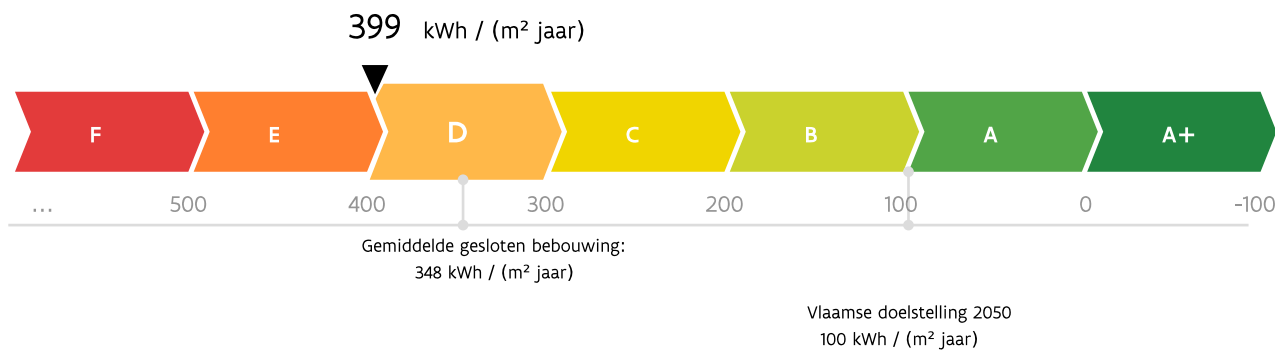 399 kWh / (m² jaar)
F E D C B A A+
... 500 400 300 200 100 0 -100
Gemiddelde gesloten bebouwing:
348 kWh / (m² jaar)
Vlaamse doelstelling 2050
100 kWh / (m² jaar)